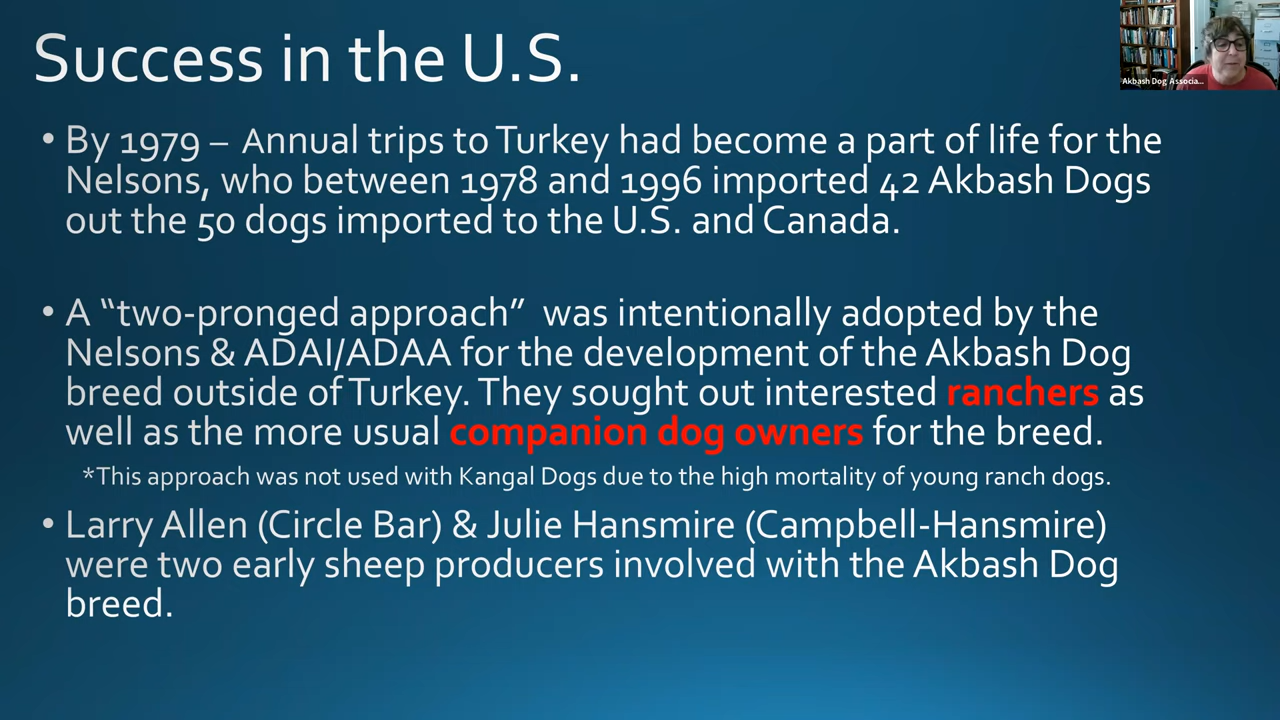 Success in the U.S.
Akbash Dog Associa...
• By 1979 – Annual trips to Turkey had become a part of life for the
Nelsons, who between 1978 and 1996 imported 42 Akbash Dogs
out the 50 dogs imported to the U.S. and Canada.
• A “two-pronged approach” was intentionally adopted by the
Nelsons & ADAI/ADAA for the development of the Akbash Dog
breed outside of Turkey. They sought out interested ranchers as
well as the more usual companion dog owners for the breed.
*This approach was not used with Kangal Dogs due to the high mortality of young ranch dogs.
• Larry Allen (Circle Bar) & Julie Hansmire (Campbell-Hansmire)
were two early sheep producers involved with the Akbash Dog
breed.